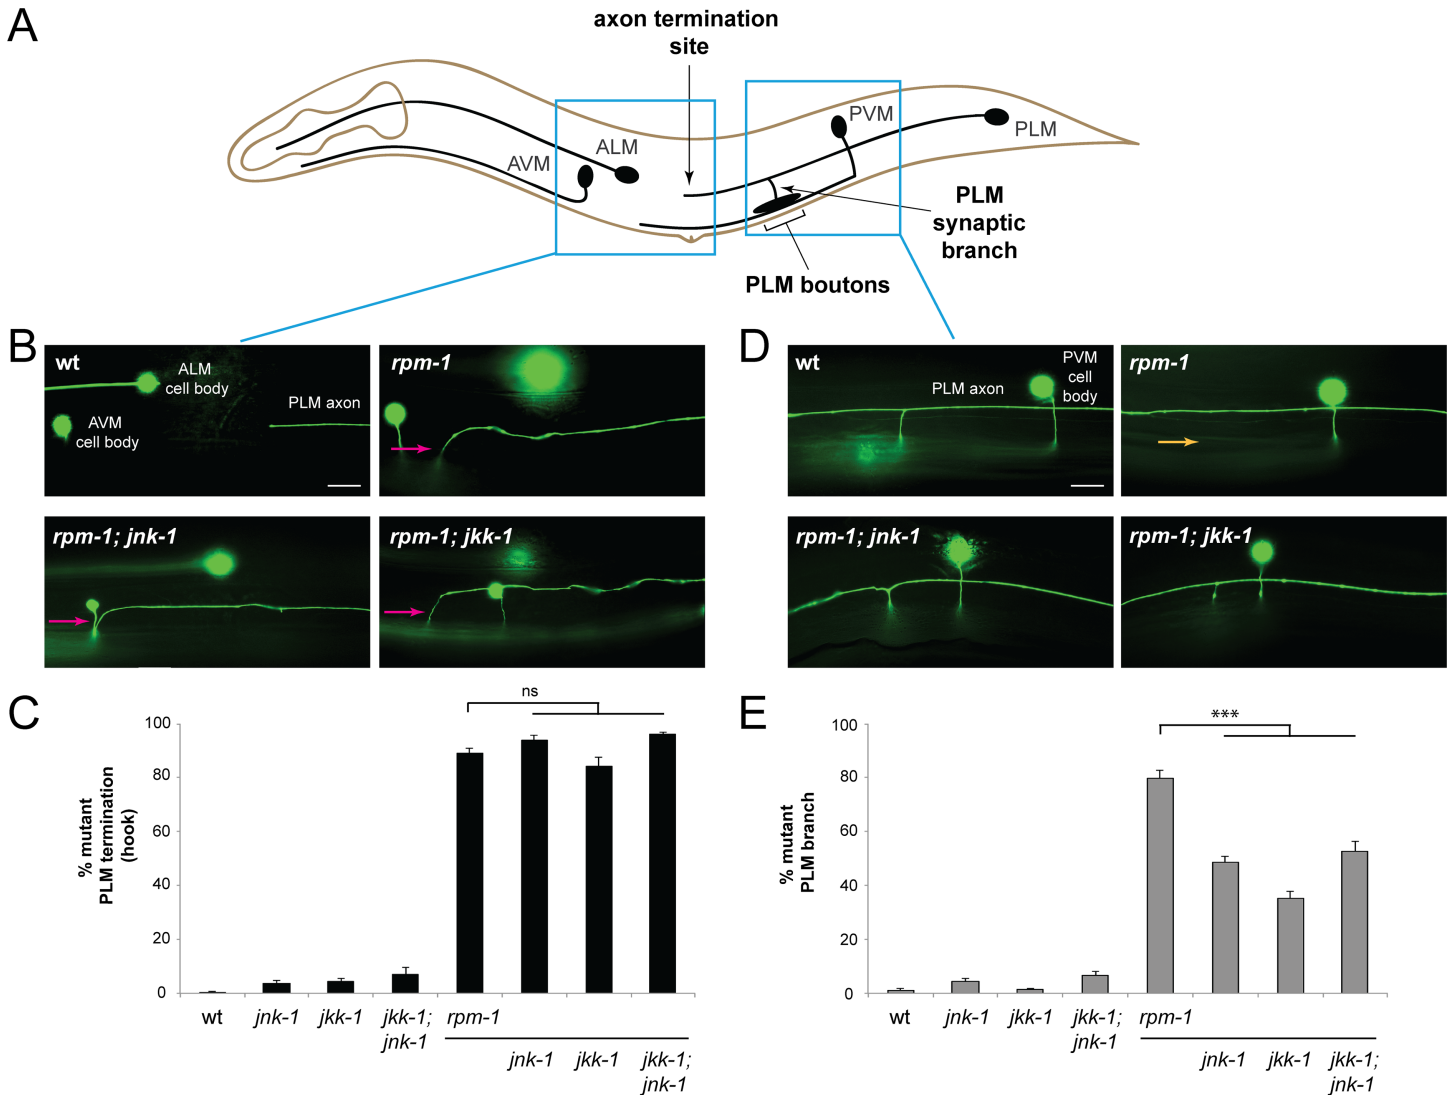 A
axon termination
site
AVM
ALM
PVM
PLM
PLM
synaptic
branch
PLM boutons
B
wt
ALM
cell body
AVM
cell body
PLM axon
rpm-1
rpm-1; jnk-1
rpm-1; jkk-1
D
wt
PLM axon
PVM
cell
body
rpm-1
rpm-1; jnk-1
rpm-1; jkk-1
C
% mutant
PLM termination
(hook)
100
80
60
40
20
0
ns
wt
jnk-1
jkk-1
jkk-1;
jnk-1
rpm-1
jnk-1
jkk-1
jkk-1;
jnk-1
E
% mutant
PLM branch
100
80
60
40
20
0
***
wt
jnk-1
jkk-1
jkk-1;
jnk-1
rpm-1
jnk-1
jkk-1
jkk-1;
jnk-1